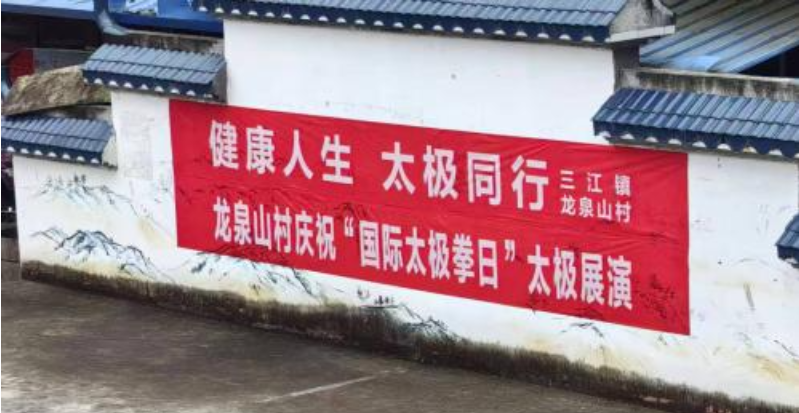 健康人生 太极同行
三江镇
龙泉山村
龙泉山村庆祝“国际太极拳日”太极展演